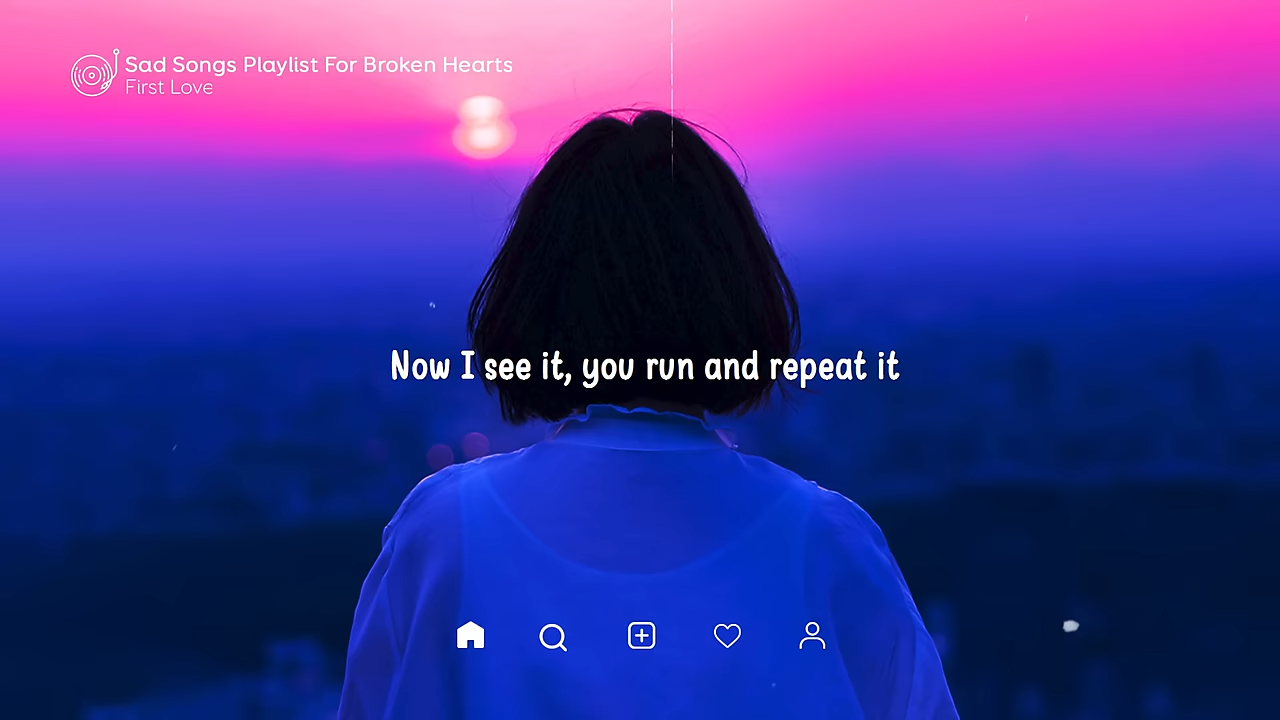 Sad Songs Playlist For Broken Hearts
First Love
Now I see it, you run and repeat it